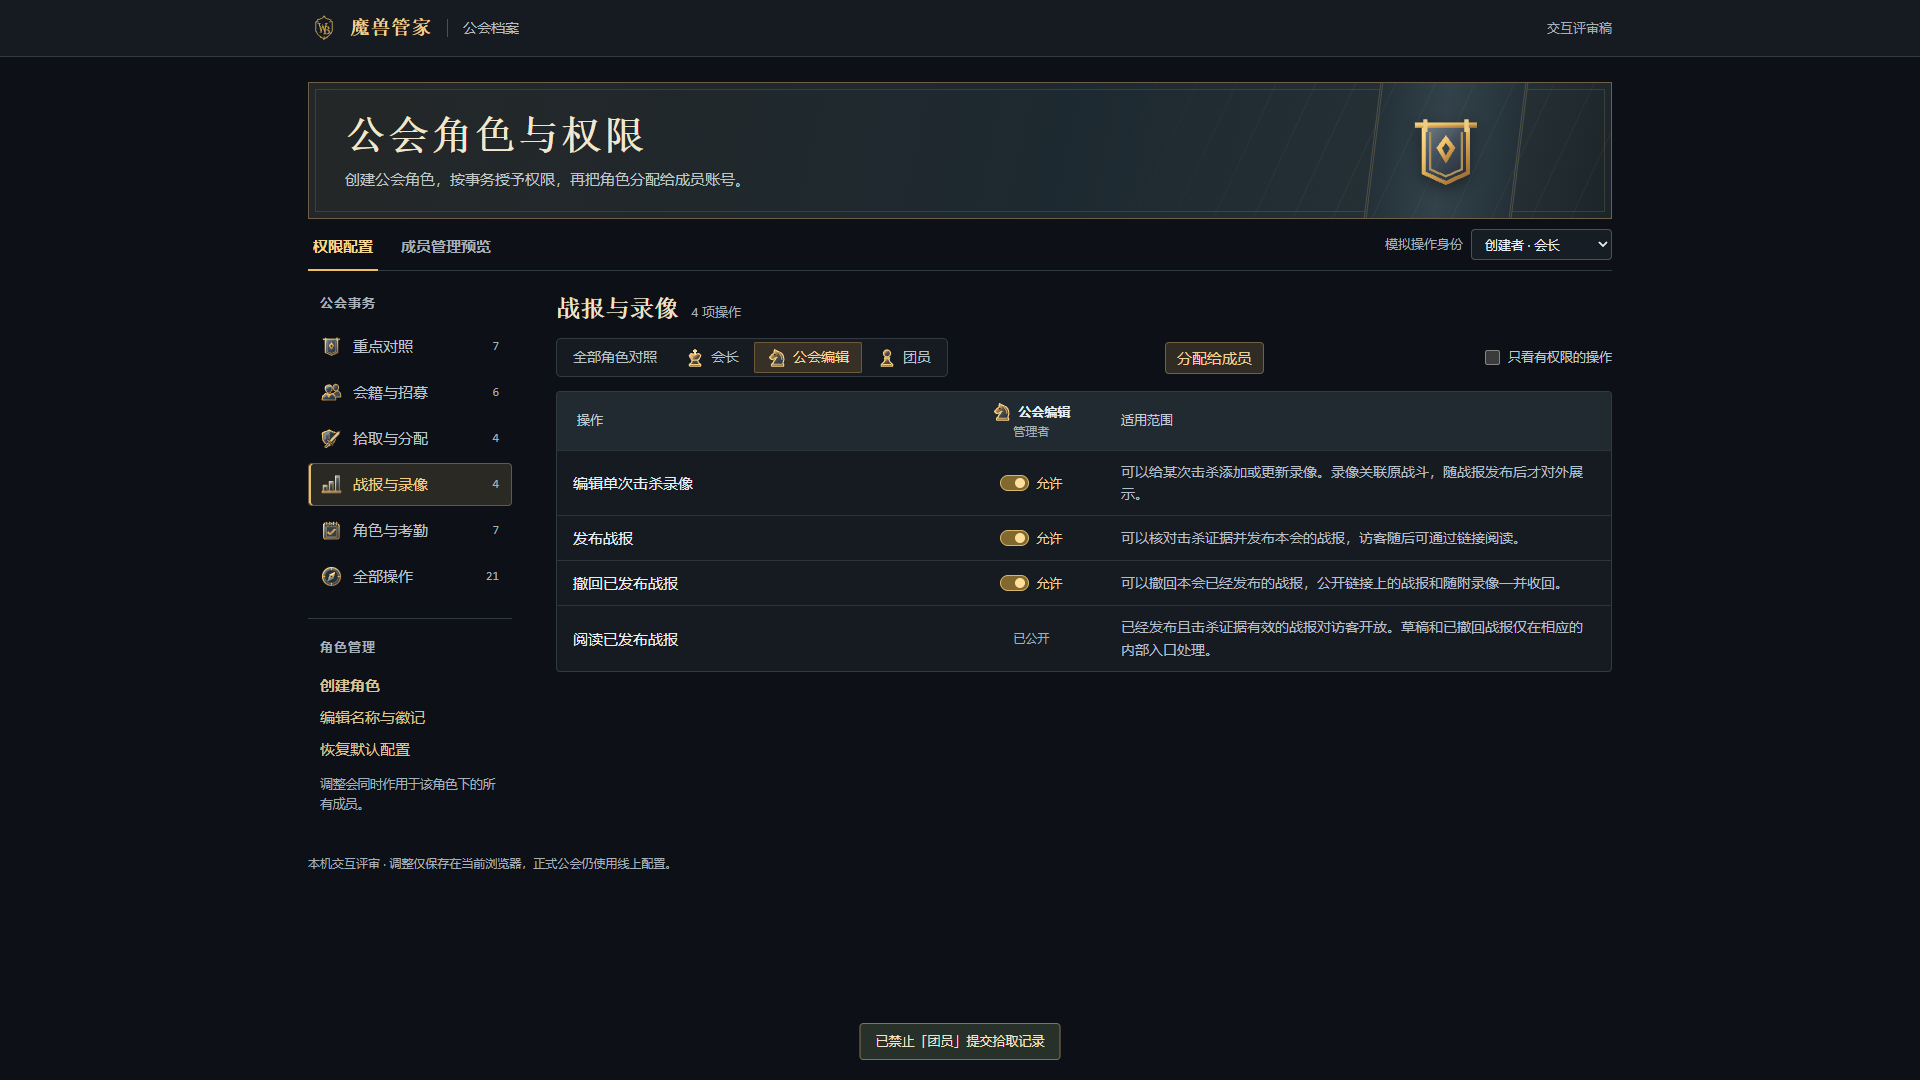 魔兽管家
公会档案
交互评审稿
公会角色与权限
创建公会角色，按事务授予权限，再把角色分配给成员账号。
权限配置
成员管理预览
模拟操作身份
创建者 · 会长
公会事务
重点对照 7
会籍与招募 6
拾取与分配 4
战报与录像 4
角色与考勤 7
全部操作 21
角色管理
创建角色
编辑名称与徽记
恢复默认配置
调整会同时作用于该角色下的所
有成员。
战报与录像 4 项操作
全部角色对照 会长 公会编辑 团员
分配给成员
只看有权限的操作
操作
公会编辑
管理者
适用范围
编辑单次击杀录像
允许
可以给某次击杀添加或更新录像。录像关联原战斗，随战报发布后才对外展
示。
发布战报
允许
可以核对击杀证据并发布本会的战报，访客随后可通过链接阅读。
撤回已发布战报
允许
可以撤回本会已经发布的战报，公开链接上的战报和随附录像一并收回。
阅读已发布战报
已公开
已经发布且击杀证据有效的战报对访客开放。草稿和已撤回战报仅在相应的
内部入口处理。
本机交互评审 · 调整仅保存在当前浏览器，正式公会仍使用线上配置。
已禁止「团员」提交拾取记录